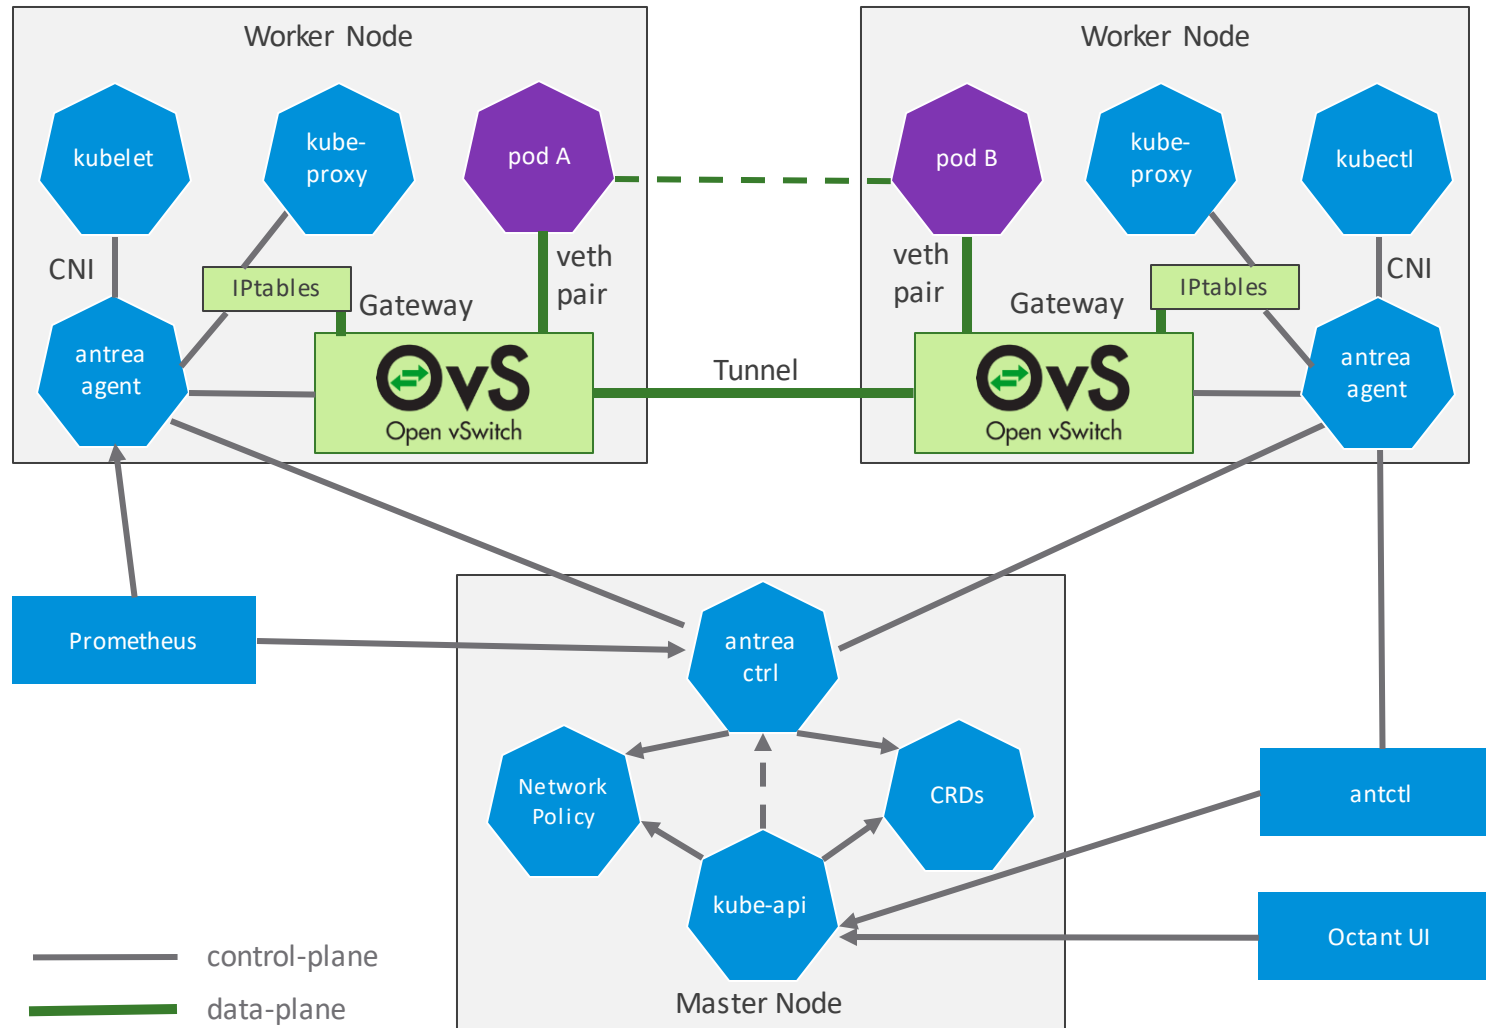 Worker Node
kubelet
kube-
proxy
pod A
CNI
IPtables
Gateway
veth
pair
antrea
agent
OvS
Open vSwitch
Tunnel
Worker Node
pod B
kube-
proxy
kubectl
veth
pair
Gateway
IPtables
CNI
OvS
Open vSwitch
antrea
agent
Prometheus
antrea
ctrl
Network
Policy
CRDs
kube-api
Master Node
antctl
Octant UI
control-plane
data-plane